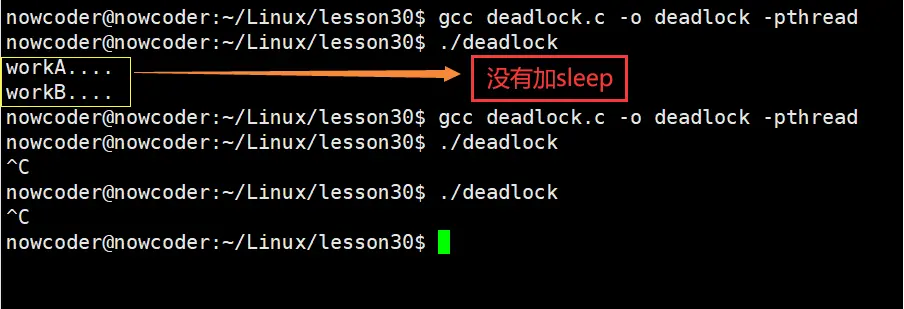 nowcoder@nowcoder:~/Linux/lesson30$ gcc deadlock.c -o deadlock -pthread
nowcoder@nowcoder:~/Linux/lesson30$ ./deadlock
workA....
没有加sleep
workB....
nowcoder@nowcoder:~/Linux/lesson30$ gcc deadlock.c -o deadlock -pthread
nowcoder@nowcoder:~/Linux/lesson30$ ./deadlock
^C
nowcoder@nowcoder:~/Linux/lesson30$ ./deadlock
^C
nowcoder@nowcoder:~/Linux/lesson30$